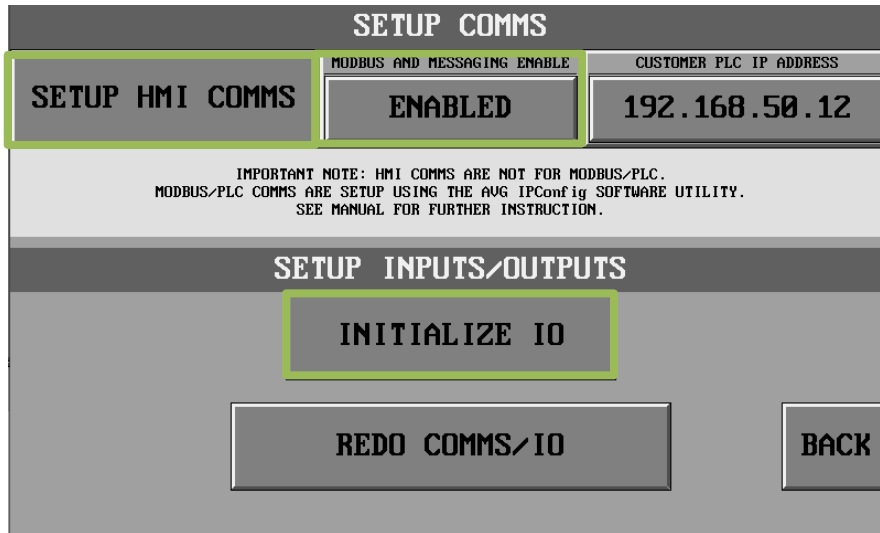 SETUP COMMS
MODBUS AND MESSAGING ENABLE
CUSTOMER PLC IP ADDRESS
SETUP HMI COMMS
ENABLED
192.168.50.12
IMPORTANT NOTE: HMI COMMS ARE NOT FOR MODBUS/PLC.
MODBUS/PLC COMMS ARE SETUP USING THE AVG IPConfig SOFTWARE UTILITY.
SEE MANUAL FOR FURTHER INSTRUCTION.
SETUP INPUTS/OUTPUTS
INITIALIZE IO
REDO COMMS/IO
BACK